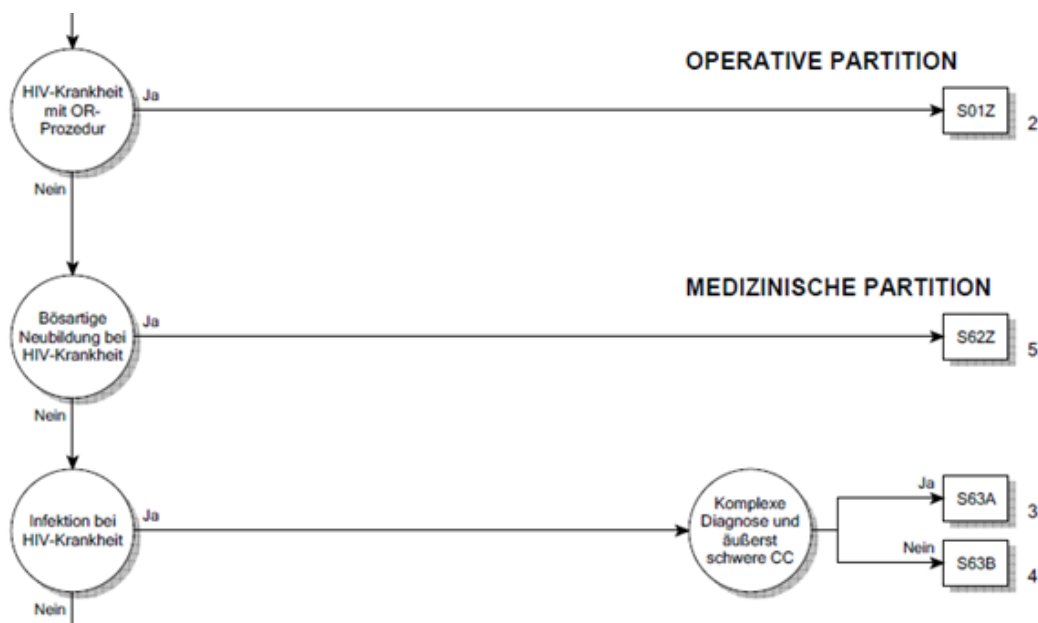 OPERATIVE PARTITION
HIV-Krankheit
mit OR-
Prozedur
Ja
S01Z
2
Nein
MEDIZINISCHE PARTITION
Bösartige
Neubildung bei
HIV-Krankheit
Ja
S62Z
5
Nein
Infektion bei
HIV-Krankheit
Ja
Komplexe
Diagnose und
äußerst
schwere CC
Ja
S63A
3
Nein
S63B
4
Nein